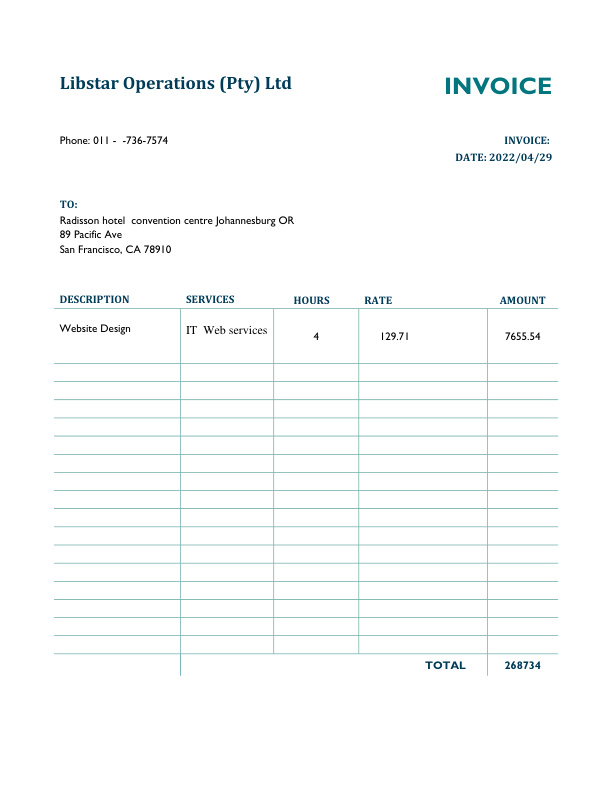 Libstar Operations (Pty) Ltd INVOICE
Phone: 011 - -736-7574 INVOICE:
DATE: 2022/04/29
TO:
Radisson hotel convention centre Johannesburg OR
89 Pacific Ave
San Francisco, CA 78910
DESCRIPTION SERVICES HOURS RATE AMOUNT
Website Design IT Web services 4 129.71 7655.54
TOTAL 268734